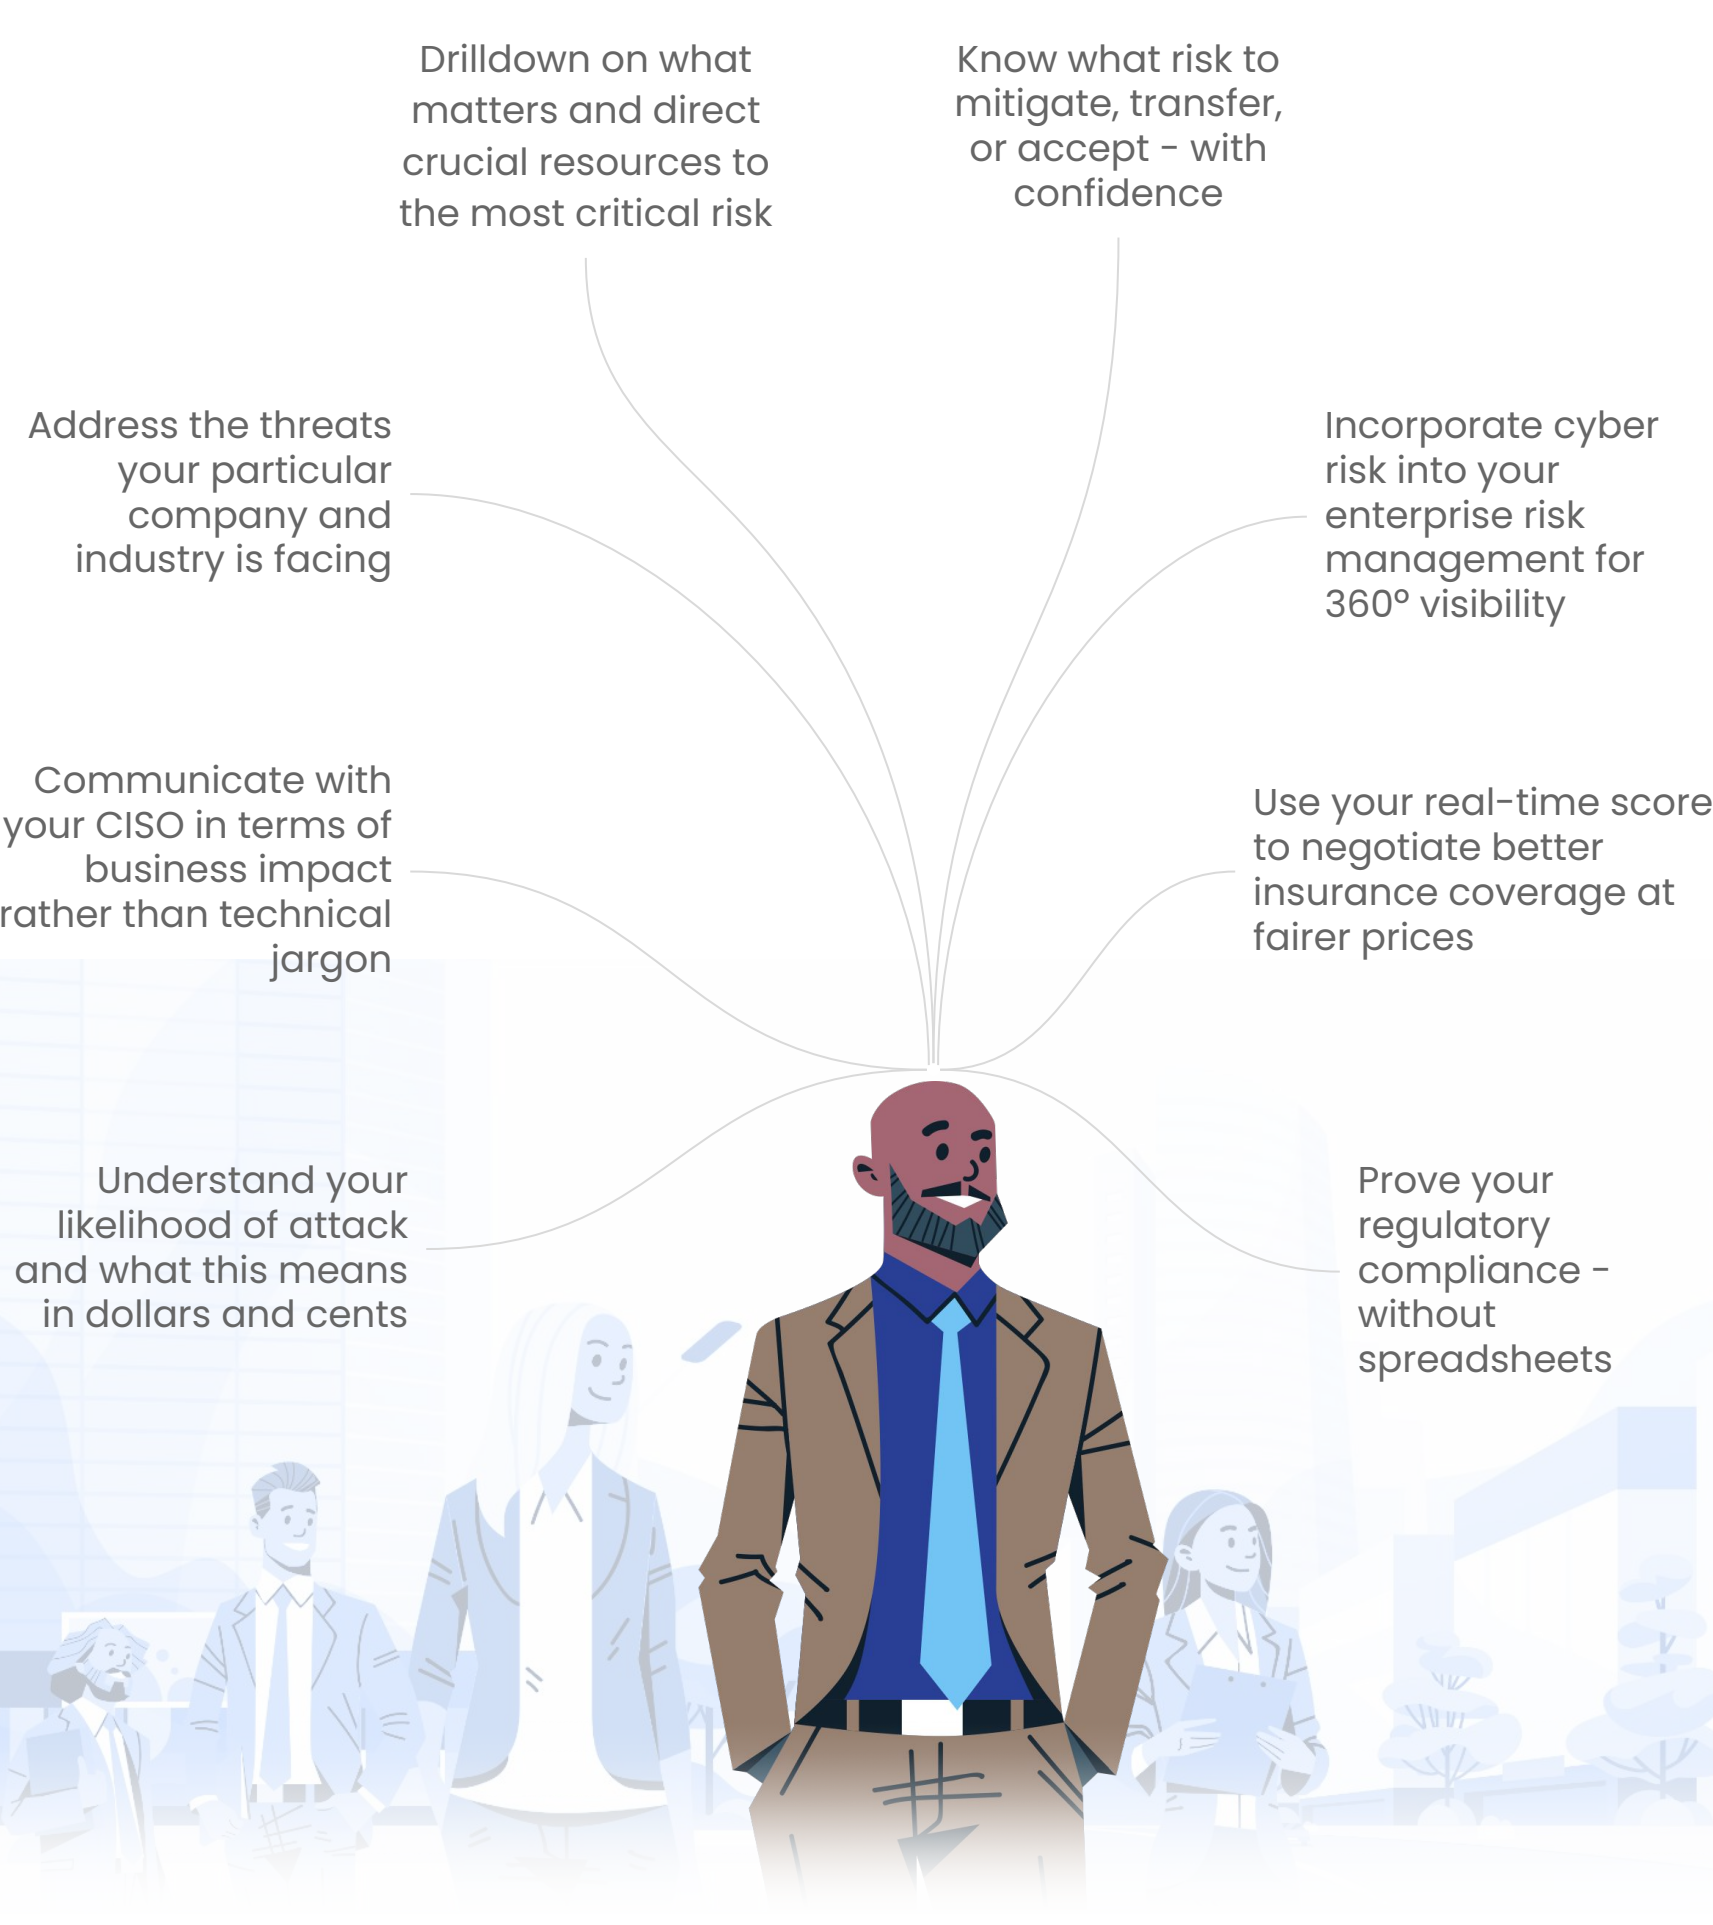 Drilldown on what
matters and direct
crucial resources to
the most critical risk
Know what risk to
mitigate, transfer,
or accept - with
confidence
Address the threats
your particular
company and
industry is facing
Incorporate cyber
risk into your
enterprise risk
management for
360° visibility
Communicate with
your CISO in terms of
business impact
rather than technical
jargon
Use your real-time score
to negotiate better
insurance coverage at
fairer prices
Understand your
likelihood of attack
and what this means
in dollars and cents
Prove your
regulatory
compliance -
without
spreadsheets